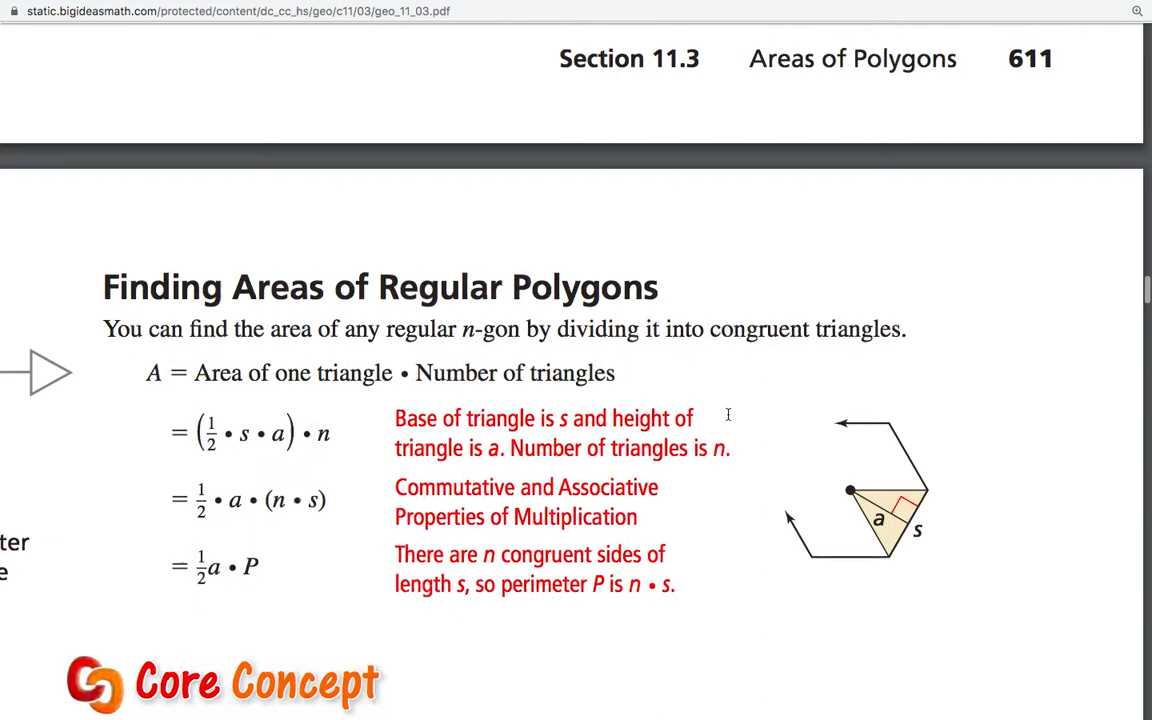 static.bigideasmath.com/protected/content/dc_cc_hs/geo/c11/03/geo_11_03.pdf
Section 11.3 Areas of Polygons 611
Finding Areas of Regular Polygons
You can find the area of any regular n-gon by dividing it into congruent triangles.
A = Area of one triangle • Number of triangles
= (1/2 • s • a) • n
Base of triangle is s and height of
triangle is a. Number of triangles is n.
= 1/2 • a • (n • s)
Commutative and Associative
Properties of Multiplication
= 1/2 a • P
There are n congruent sides of
length s, so perimeter P is n • s.
a
s
ter
e
Core Concept